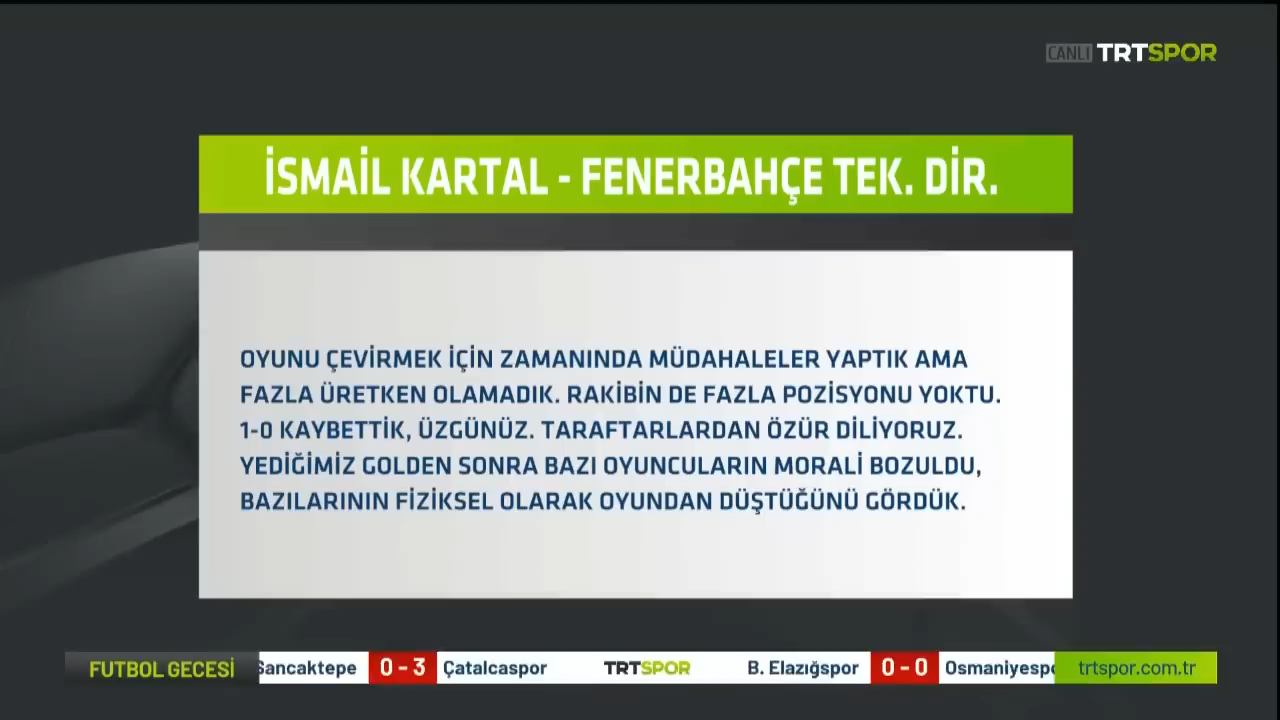 CANLI TRTSPOR
İSMAİL KARTAL - FENERBAHÇE TEK. DİR.
OYUNU ÇEVİRMEK İÇİN ZAMANINDA MÜDAHALELER YAPTIK AMA
FAZLA ÜRETKEN OLAMADIK. RAKİBİN DE FAZLA POZİSYONU YOKTU.
1-0 KAYBETTİK, ÜZGÜNÜZ. TARAFTARLARDAN ÖZÜR DİLİYORUZ.
YEDİĞİMİZ GOLDEN SONRA BAZI OYUNCULARIN MORALİ BOZULDU,
BAZILARININ FİZİKSEL OLARAK OYUNDAN DÜŞTÜĞÜNÜ GÖRDÜK.
FUTBOL GECESİ Sancaktepe 0 - 3 Çatalcaspor TRTSPOR B. Elazığspor 0 - 0 Osmaniyespo trtspor.com.tr